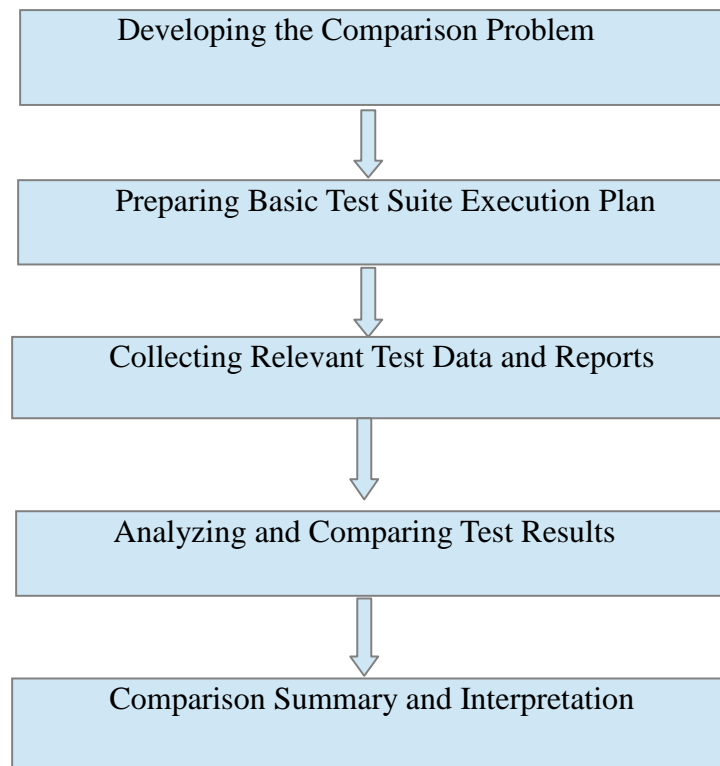 Developing the Comparison Problem
Preparing Basic Test Suite Execution Plan
Collecting Relevant Test Data and Reports
Analyzing and Comparing Test Results
Comparison Summary and Interpretation